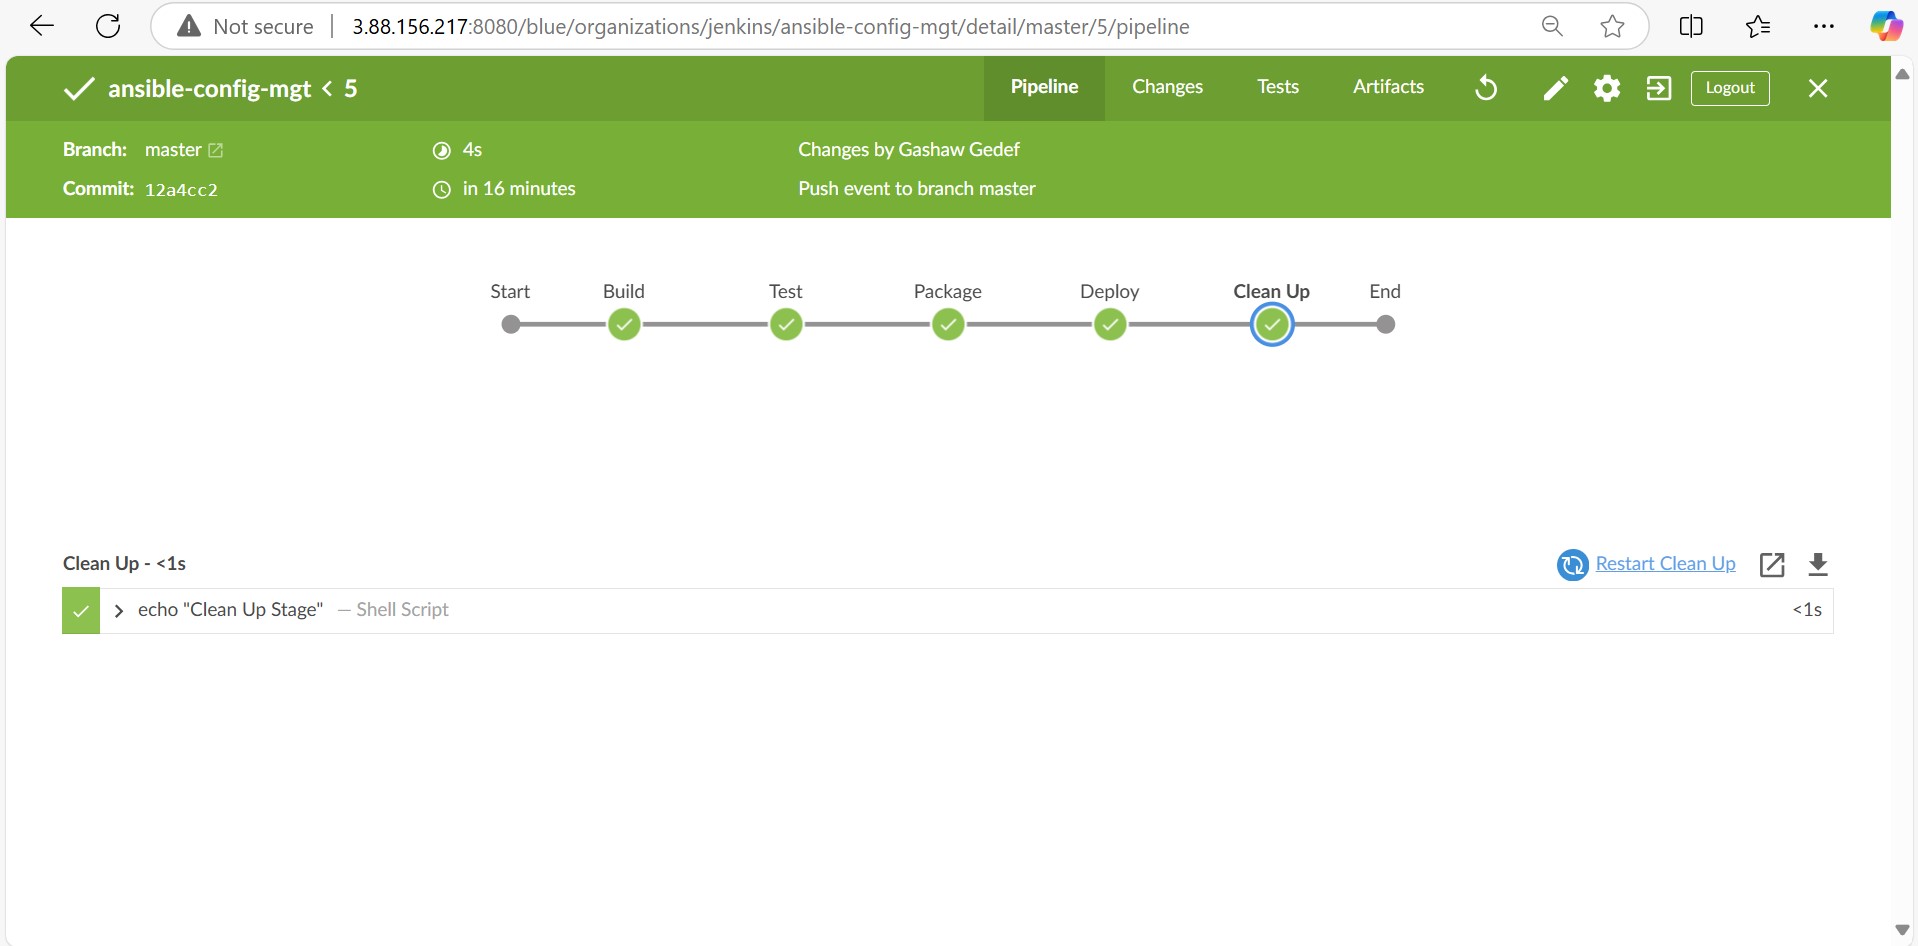 Not secure 3.88.156.217:8080/blue/organizations/jenkins/ansible-config-mgt/detail/master/5/pipeline
ansible-config-mgt < 5 Pipeline Changes Tests Artifacts Logout
Branch: master 4s Changes by Gashaw Gedef
Commit: 12a4cc2 in 16 minutes Push event to branch master
Start Build Test Package Deploy Clean Up End
Clean Up - <1s Restart Clean Up
echo "Clean Up Stage" — Shell Script <1s